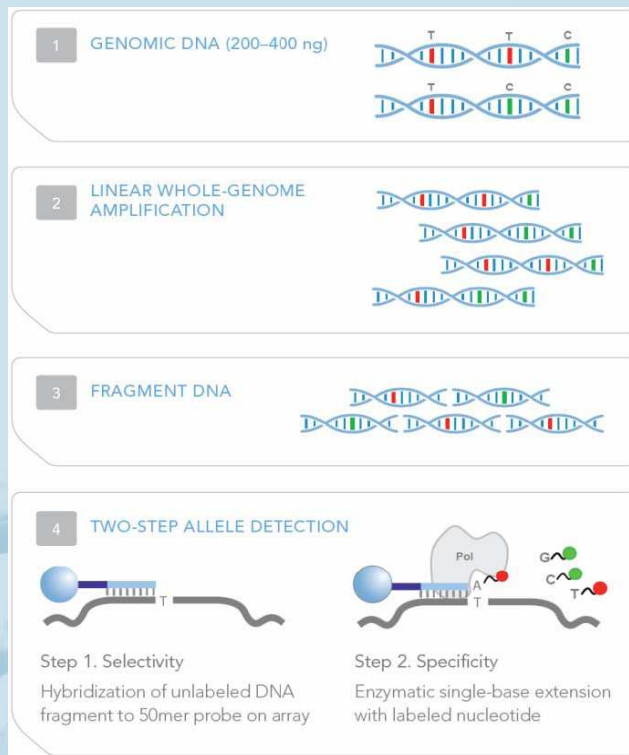 1 GENOMIC DNA (200–400 ng)
T T C
T C C
2 LINEAR WHOLE-GENOME
AMPLIFICATION
3 FRAGMENT DNA
4 TWO-STEP ALLELE DETECTION
T
Step 1. Selectivity
Hybridization of unlabeled DNA
fragment to 50mer probe on array
Pol
A
T
G
C
T
Step 2. Specificity
Enzymatic single-base extension
with labeled nucleotide